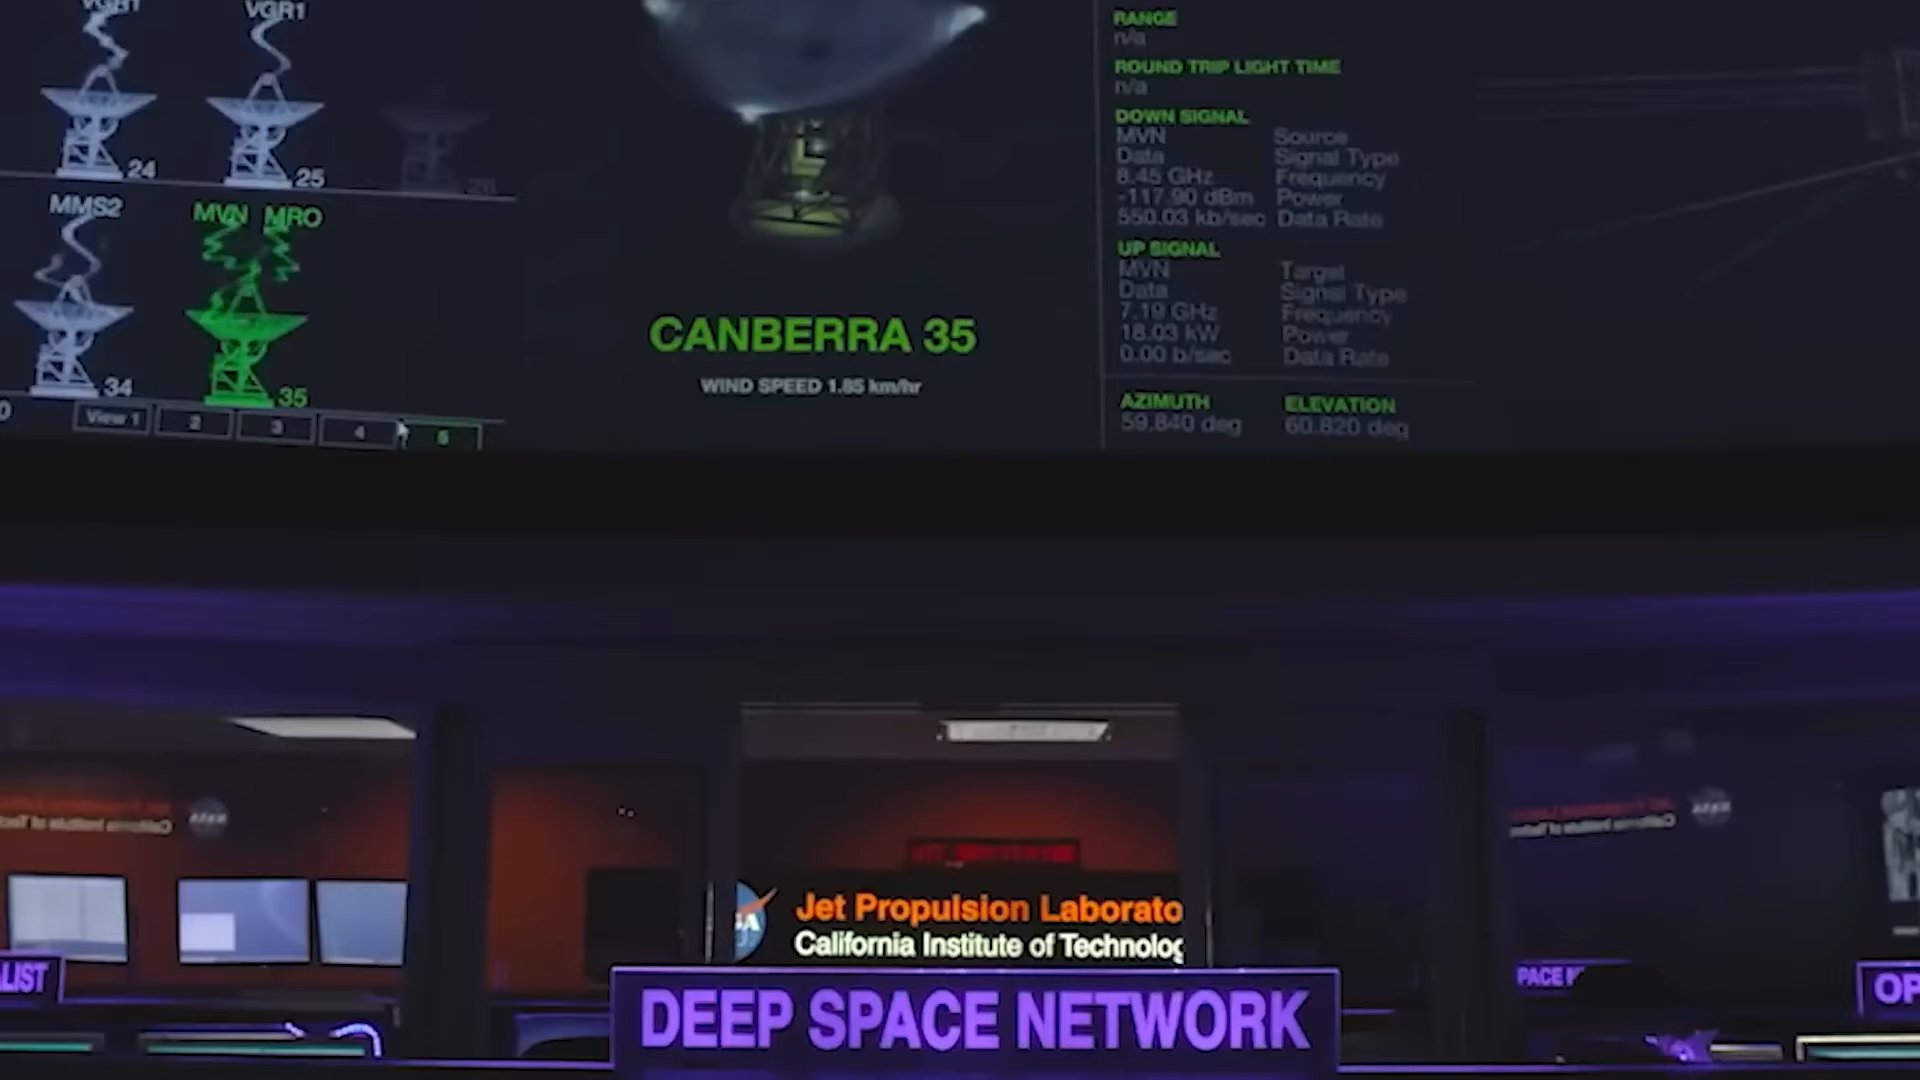 VGR1
VGR1
24
25
MMS2
MVN MRO
34
35
View 1
2
3
4
5
CANBERRA 35
WIND SPEED 1.85 km/hr
RANGE
n/a
ROUND TRIP LIGHT TIME
n/a
DOWN SIGNAL
MVN Source
Data Signal Type
8.45 GHz Frequency
-117.90 dBm Power
550.03 kb/sec Data Rate
UP SIGNAL
MVN Target
Data Signal Type
7.19 GHz Frequency
18.03 kW Power
0.00 b/sec Data Rate
AZIMUTH ELEVATION
59.840 deg 60.820 deg
Jet Propulsion Laborato
California Institute of Technolog
ALIST
DEEP SPACE NETWORK
PACE N
OP